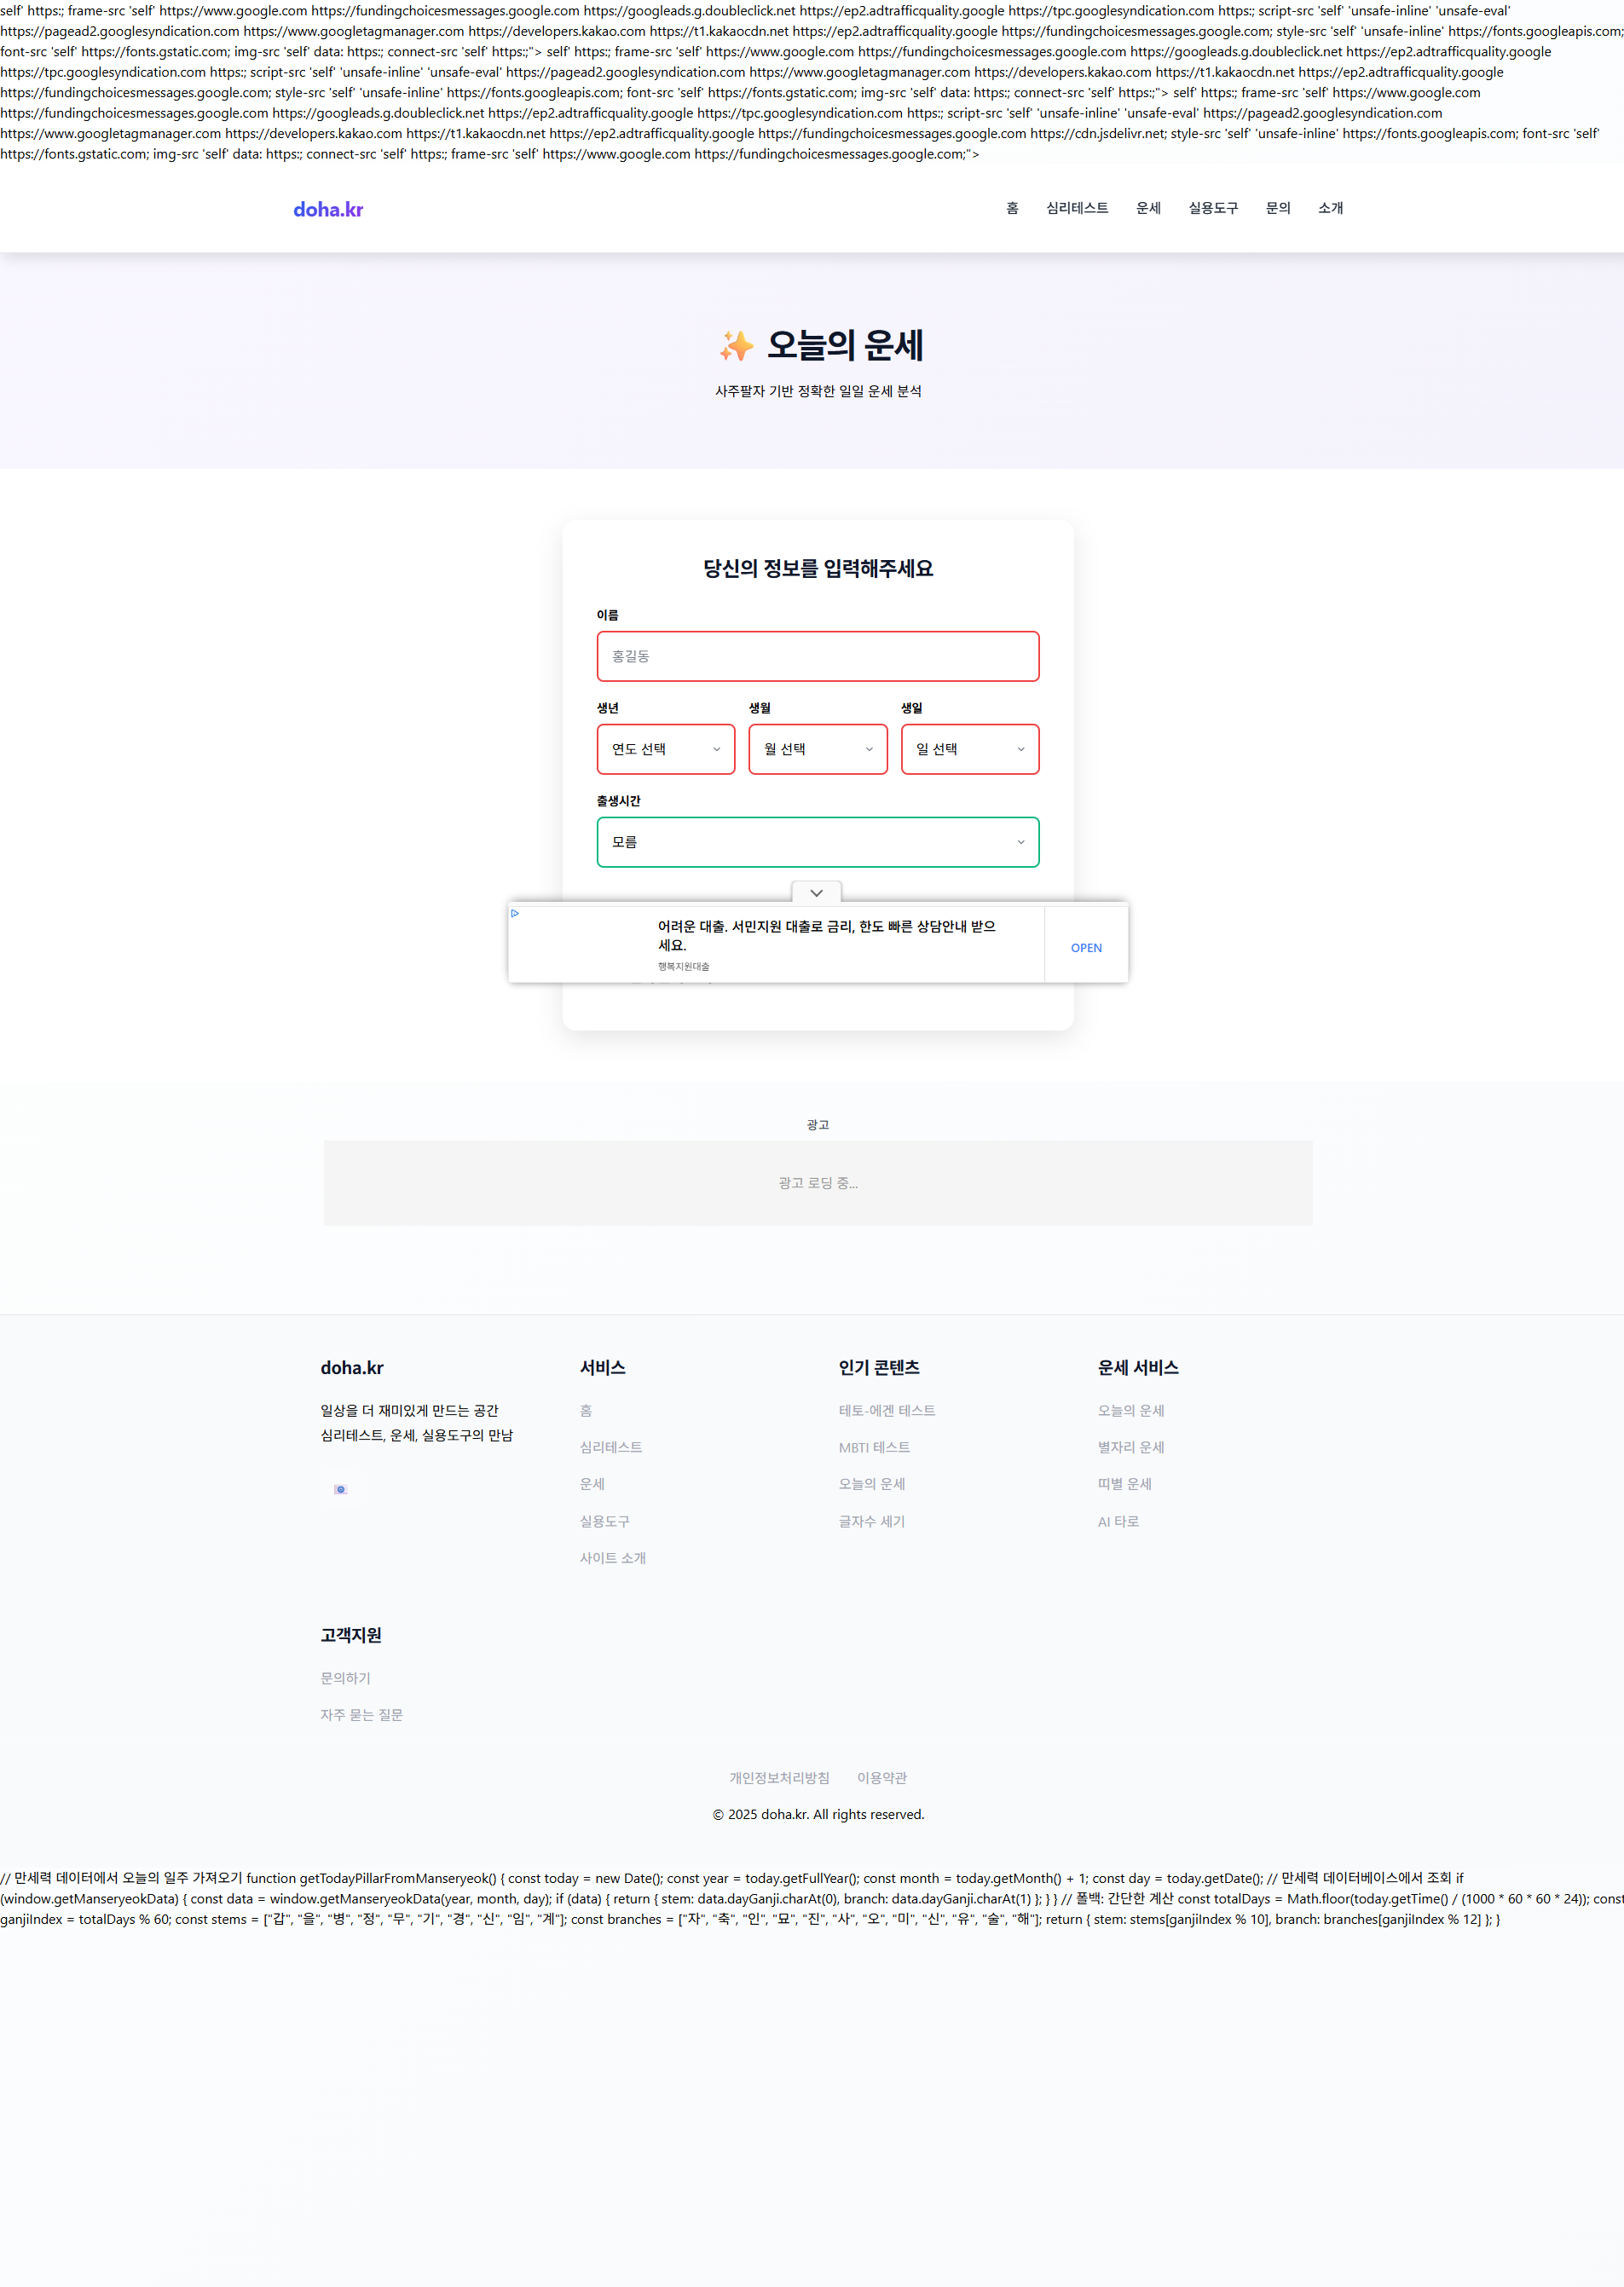 self' https:; frame-src 'self' https://www.google.com https://fundingchoicesmessages.google.com https://googleads.g.doubleclick.net https://ep2.adtrafficquality.google https://tpc.googlesyndication.com https:; script-src 'self' 'unsafe-inline' 'unsafe-eval'
https://pagead2.googlesyndication.com https://www.googletagmanager.com https://developers.kakao.com https://t1.kakaocdn.net https://ep2.adtrafficquality.google https://fundingchoicesmessages.google.com; style-src 'self' 'unsafe-inline' https://fonts.googleapis.com;
font-src 'self' https://fonts.gstatic.com; img-src 'self' data: https:; connect-src 'self' https:;"> self' https:; frame-src 'self' https://www.google.com https://fundingchoicesmessages.google.com https://googleads.g.doubleclick.net https://ep2.adtrafficquality.google
https://tpc.googlesyndication.com https:; script-src 'self' 'unsafe-inline' 'unsafe-eval' https://pagead2.googlesyndication.com https://www.googletagmanager.com https://developers.kakao.com https://t1.kakaocdn.net https://ep2.adtrafficquality.google
https://fundingchoicesmessages.google.com; style-src 'self' 'unsafe-inline' https://fonts.googleapis.com; font-src 'self' https://fonts.gstatic.com; img-src 'self' data: https:; connect-src 'self' https:;"> self' https:; frame-src 'self' https://www.google.com
https://fundingchoicesmessages.google.com https://googleads.g.doubleclick.net https://ep2.adtrafficquality.google https://tpc.googlesyndication.com https:; script-src 'self' 'unsafe-inline' 'unsafe-eval' https://pagead2.googlesyndication.com
https://www.googletagmanager.com https://developers.kakao.com https://t1.kakaocdn.net https://ep2.adtrafficquality.google https://fundingchoicesmessages.google.com https://cdn.jsdelivr.net; style-src 'self' 'unsafe-inline' https://fonts.googleapis.com; font-src 'self'
https://fonts.gstatic.com; img-src 'self' data: https:; connect-src 'self' https:; frame-src 'self' https://www.google.com https://fundingchoicesmessages.google.com;">
doha.kr 홈 심리테스트 운세 실용도구 문의 소개
✨ 오늘의 운세
사주팔자 기반 정확한 일일 운세 분석
당신의 정보를 입력해주세요
이름
홍길동
생년 생월 생일
연도 선택 월 선택 일 선택
출생시간
모름
어려운 대출. 서민지원 대출로 금리, 한도 빠른 상담안내 받으
세요.
행복지원대출
OPEN
광고
광고 로딩 중...
doha.kr
일상을 더 재미있게 만드는 공간
심리테스트, 운세, 실용도구의 만남
서비스
홈
심리테스트
운세
실용도구
사이트 소개
인기 콘텐츠
테토-에겐 테스트
MBTI 테스트
오늘의 운세
글자수 세기
운세 서비스
오늘의 운세
별자리 운세
띠별 운세
AI 타로
고객지원
문의하기
자주 묻는 질문
개인정보처리방침 이용약관
© 2025 doha.kr. All rights reserved.
// 만세력 데이터에서 오늘의 일주 가져오기 function getTodayPillarFromManseryeok() { const today = new Date(); const year = today.getFullYear(); const month = today.getMonth() + 1; const day = today.getDate(); // 만세력 데이터베이스에서 조회 if
(window.getManseryeokData) { const data = window.getManseryeokData(year, month, day); if (data) { return { stem: data.dayGanji.charAt(0), branch: data.dayGanji.charAt(1) }; } } // 폴백: 간단한 계산 const totalDays = Math.floor(today.getTime() / (1000 * 60 * 60 * 24)); const
ganjiIndex = totalDays % 60; const stems = ["갑", "을", "병", "정", "무", "기", "경", "신", "임", "계"]; const branches = ["자", "축", "인", "묘", "진", "사", "오", "미", "신", "유", "술", "해"]; return { stem: stems[ganjiIndex % 10], branch: branches[ganjiIndex % 12] }; }